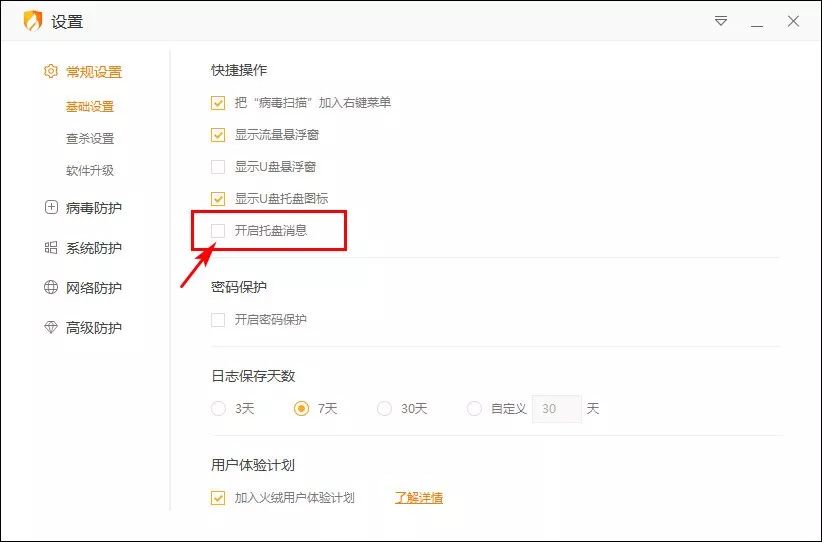 设置
常规设置
基础设置
查杀设置
软件升级
病毒防护
系统防护
网络防护
高级防护
快捷操作
把“病毒扫描”加入右键菜单
显示流量悬浮窗
显示U盘悬浮窗
显示U盘托盘图标
开启托盘消息
密码保护
开启密码保护
日志保存天数
3天 7天 30天 自定义 30 天
用户体验计划
加入火绒用户体验计划 了解详情